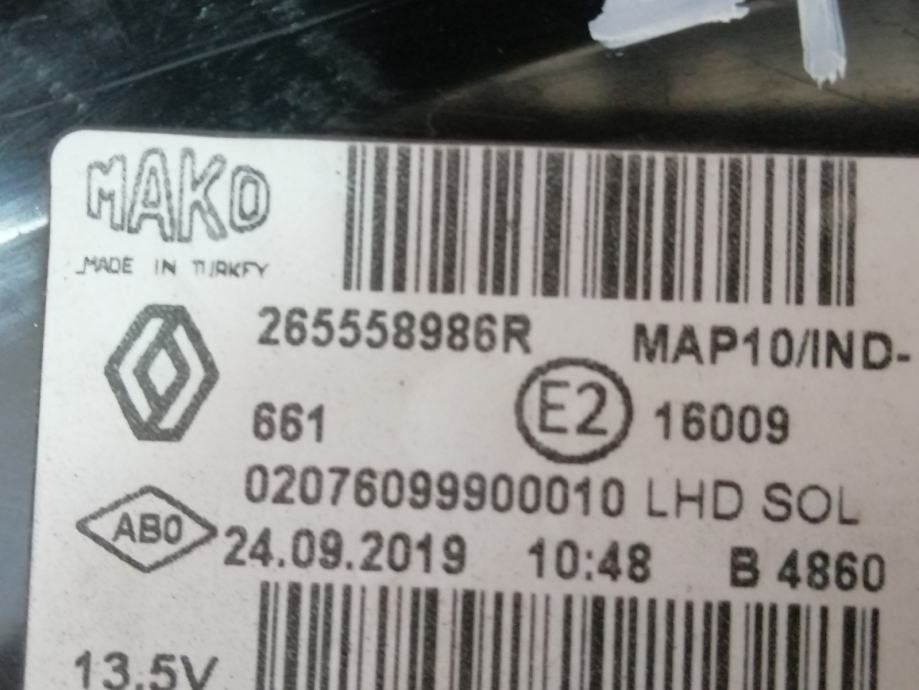 MAKO
MADE IN TURKEY
265558986R MAP10/IND-
661 E2 16009
02076099900010 LHD SOL
AB0 24.09.2019 10:48 B 4860
13.5V